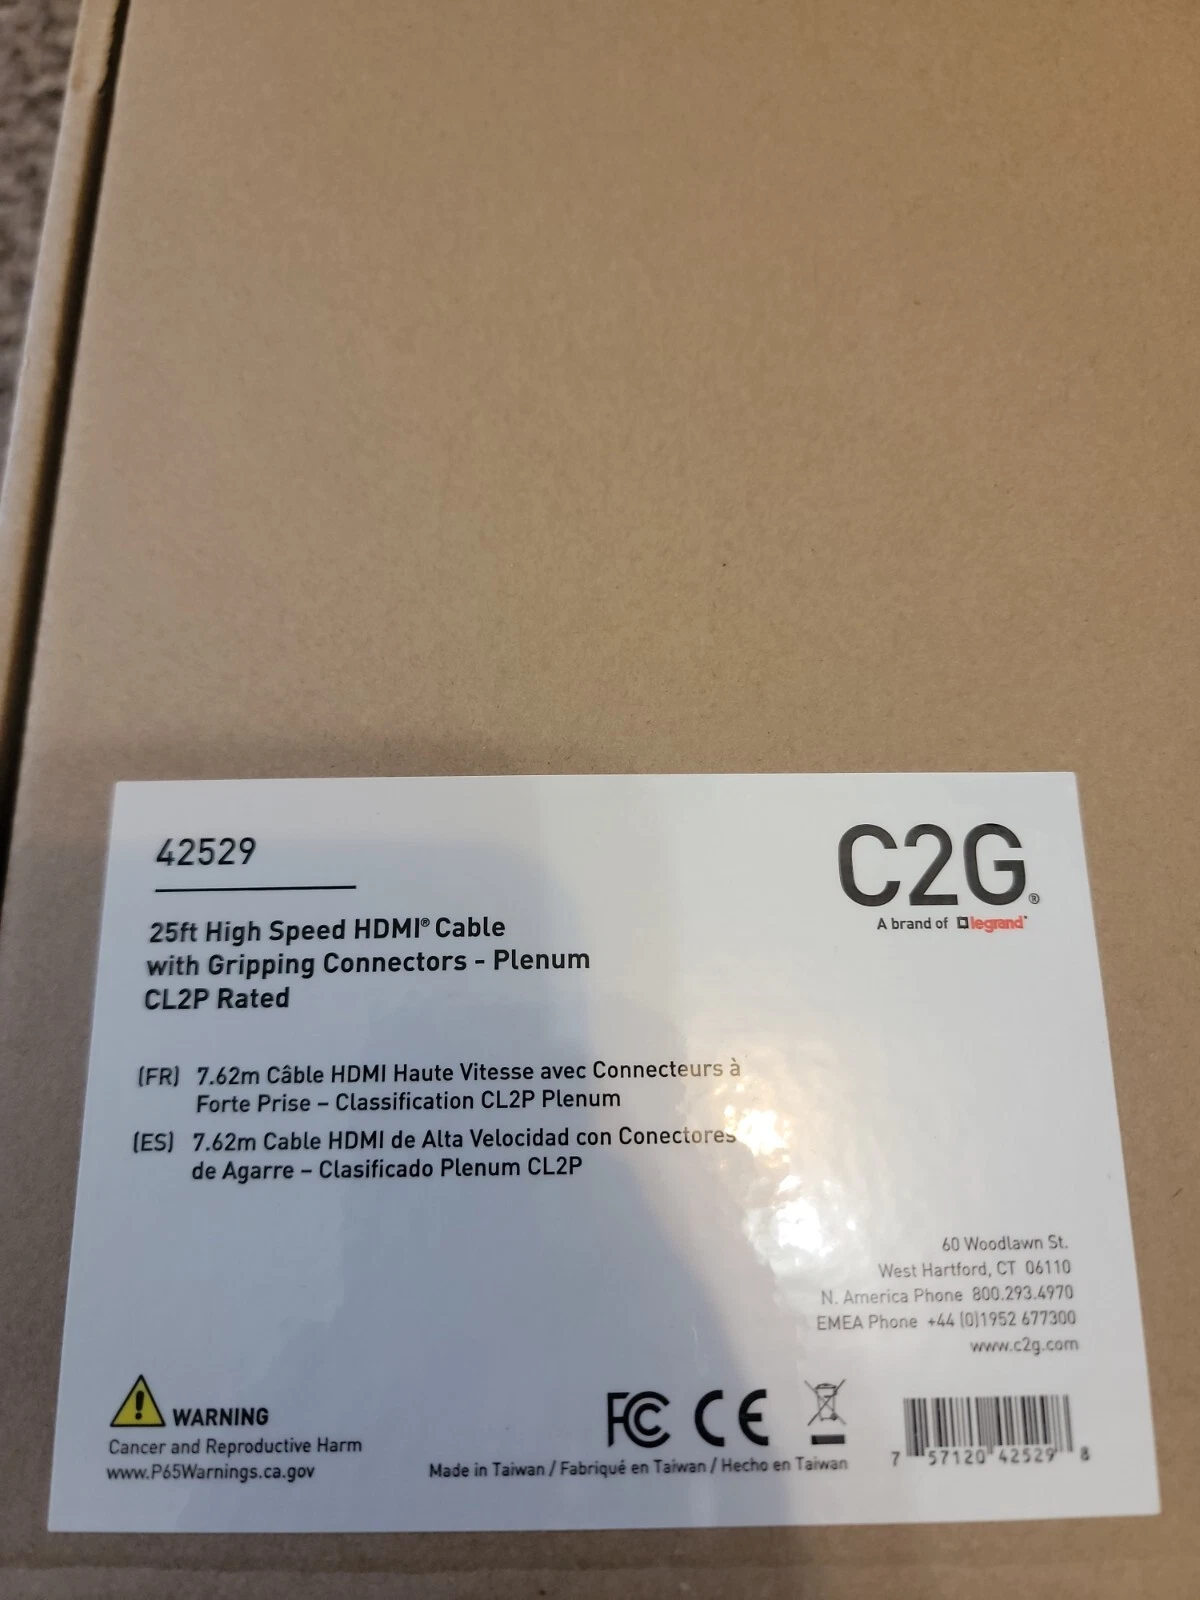 42529
C2G®
A brand of legrand®
25ft High Speed HDMI® Cable
with Gripping Connectors - Plenum
CL2P Rated
(FR) 7.62m Câble HDMI Haute Vitesse avec Connecteurs à
Forte Prise – Classification CL2P Plenum
(ES) 7.62m Cable HDMI de Alta Velocidad con Conectores
de Agarre – Clasificado Plenum CL2P
60 Woodlawn St.
West Hartford, CT 06110
N. America Phone 800.293.4970
EMEA Phone +44 (0)1952 677300
www.c2g.com
WARNING
Cancer and Reproductive Harm
www.P65Warnings.ca.gov
FC CE
Made in Taiwan / Fabriqué en Taiwan / Hecho en Taiwan
7 57120 42529 8